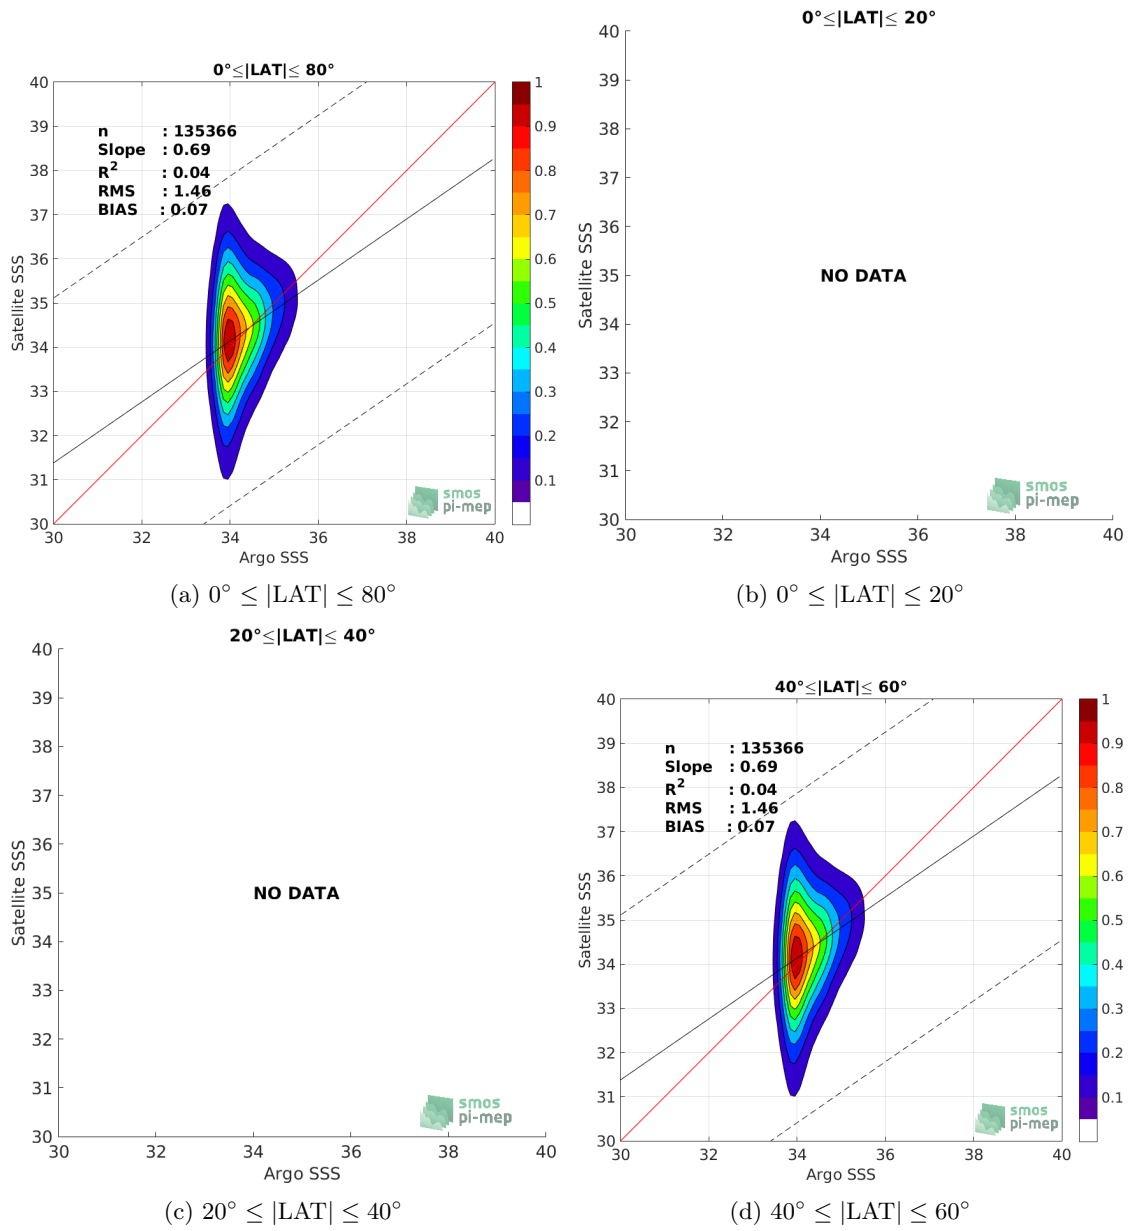 0°≤|LAT|≤ 80°
n : 135366
Slope : 0.69
R² : 0.04
RMS : 1.46
BIAS : 0.07
40
39
38
37
36
35
34
33
32
31
30
Satellite SSS
30 32 34 36 38 40
Argo SSS
1
0.9
0.8
0.7
0.6
0.5
0.4
0.3
0.2
0.1
smos
pi-mep
(a) 0° ≤ |LAT| ≤ 80°
0°≤|LAT|≤ 20°
40
39
38
37
36
35
34
33
32
31
30
Satellite SSS
NO DATA
30 32 34 36 38 40
Argo SSS
smos
pi-mep
(b) 0° ≤ |LAT| ≤ 20°
20°≤|LAT|≤ 40°
40
39
38
37
36
35
34
33
32
31
30
Satellite SSS
NO DATA
30 32 34 36 38 40
Argo SSS
smos
pi-mep
(c) 20° ≤ |LAT| ≤ 40°
40°≤|LAT|≤ 60°
n : 135366
Slope : 0.69
R² : 0.04
RMS : 1.46
BIAS : 0.07
40
39
38
37
36
35
34
33
32
31
30
Satellite SSS
30 32 34 36 38 40
Argo SSS
1
0.9
0.8
0.7
0.6
0.5
0.4
0.3
0.2
0.1
smos
pi-mep
(d) 40° ≤ |LAT| ≤ 60°